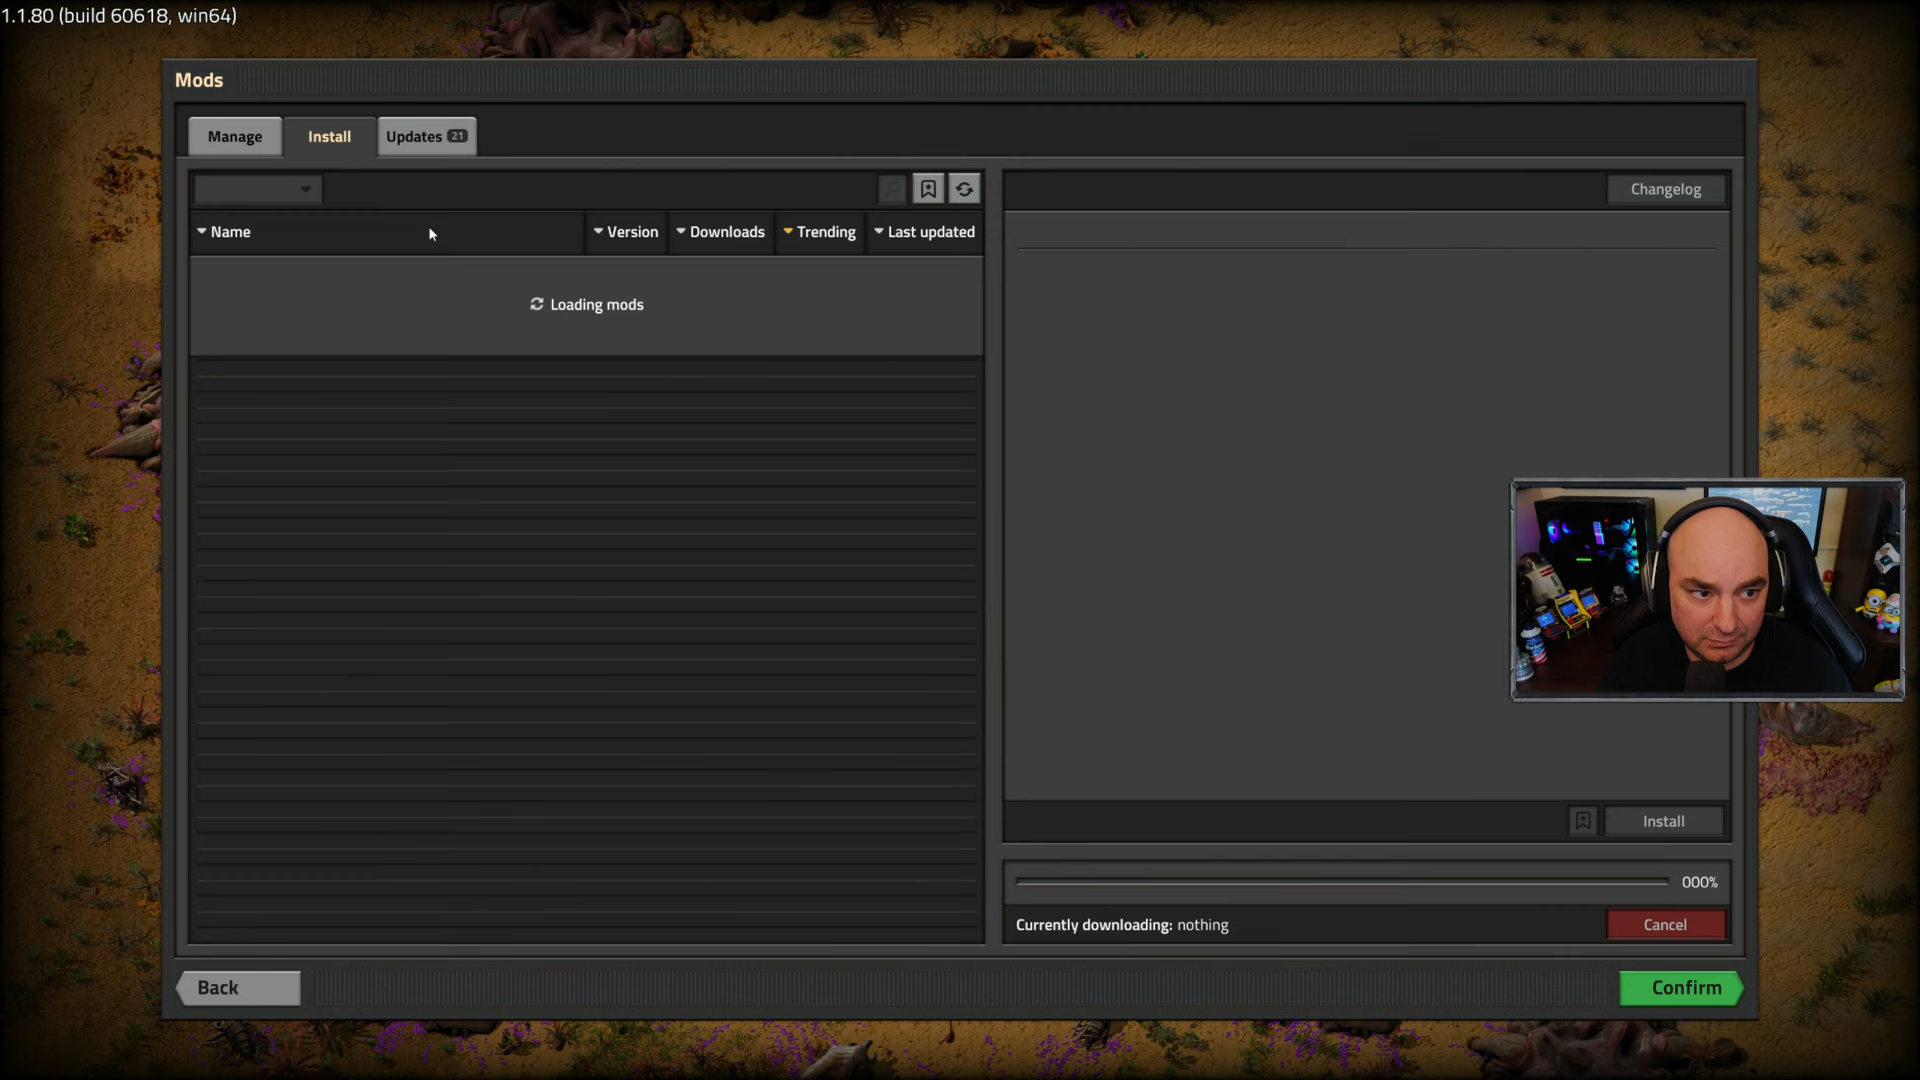 1.1.80 (build 60618, win64)
Mods
Manage
Install
Updates 21
Changelog
Name
Version
Downloads
Trending
Last updated
Loading mods
Install
000%
Currently downloading: nothing
Cancel
Back
Confirm